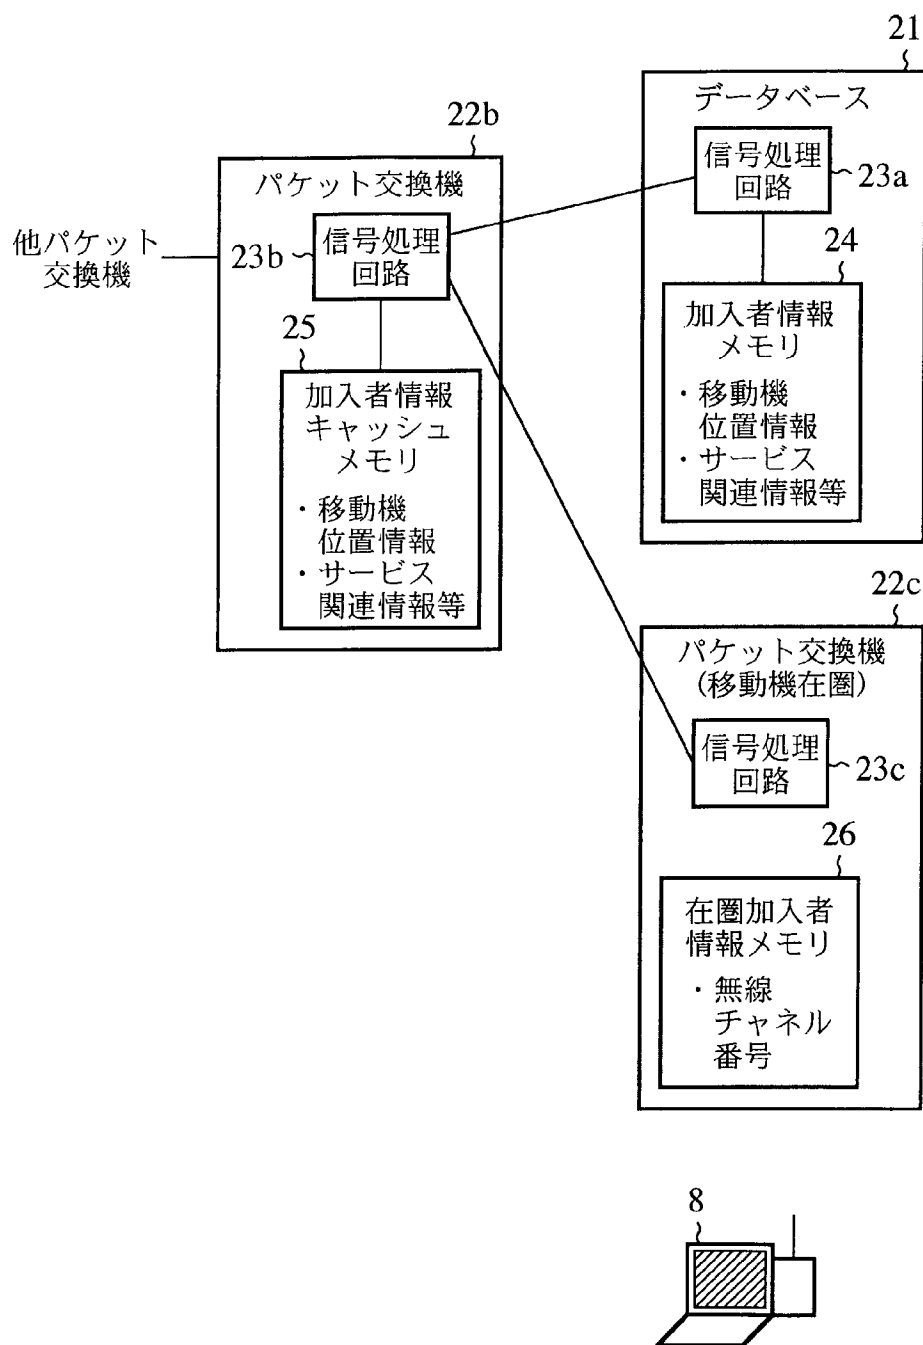 21
データベース
信号処理
回路
23a
24
加入者情報
メモリ
・移動機
位置情報
・サービス
関連情報等
22b
パケット交換機
他パケット
交換機
23b
信号処理
回路
25
加入者情報
キャッシュ
メモリ
・移動機
位置情報
・サービス
関連情報等
22c
パケット交換機
(移動機在圏)
信号処理
回路
23c
26
在圏加入者
情報メモリ
・無線
チャネル
番号
8